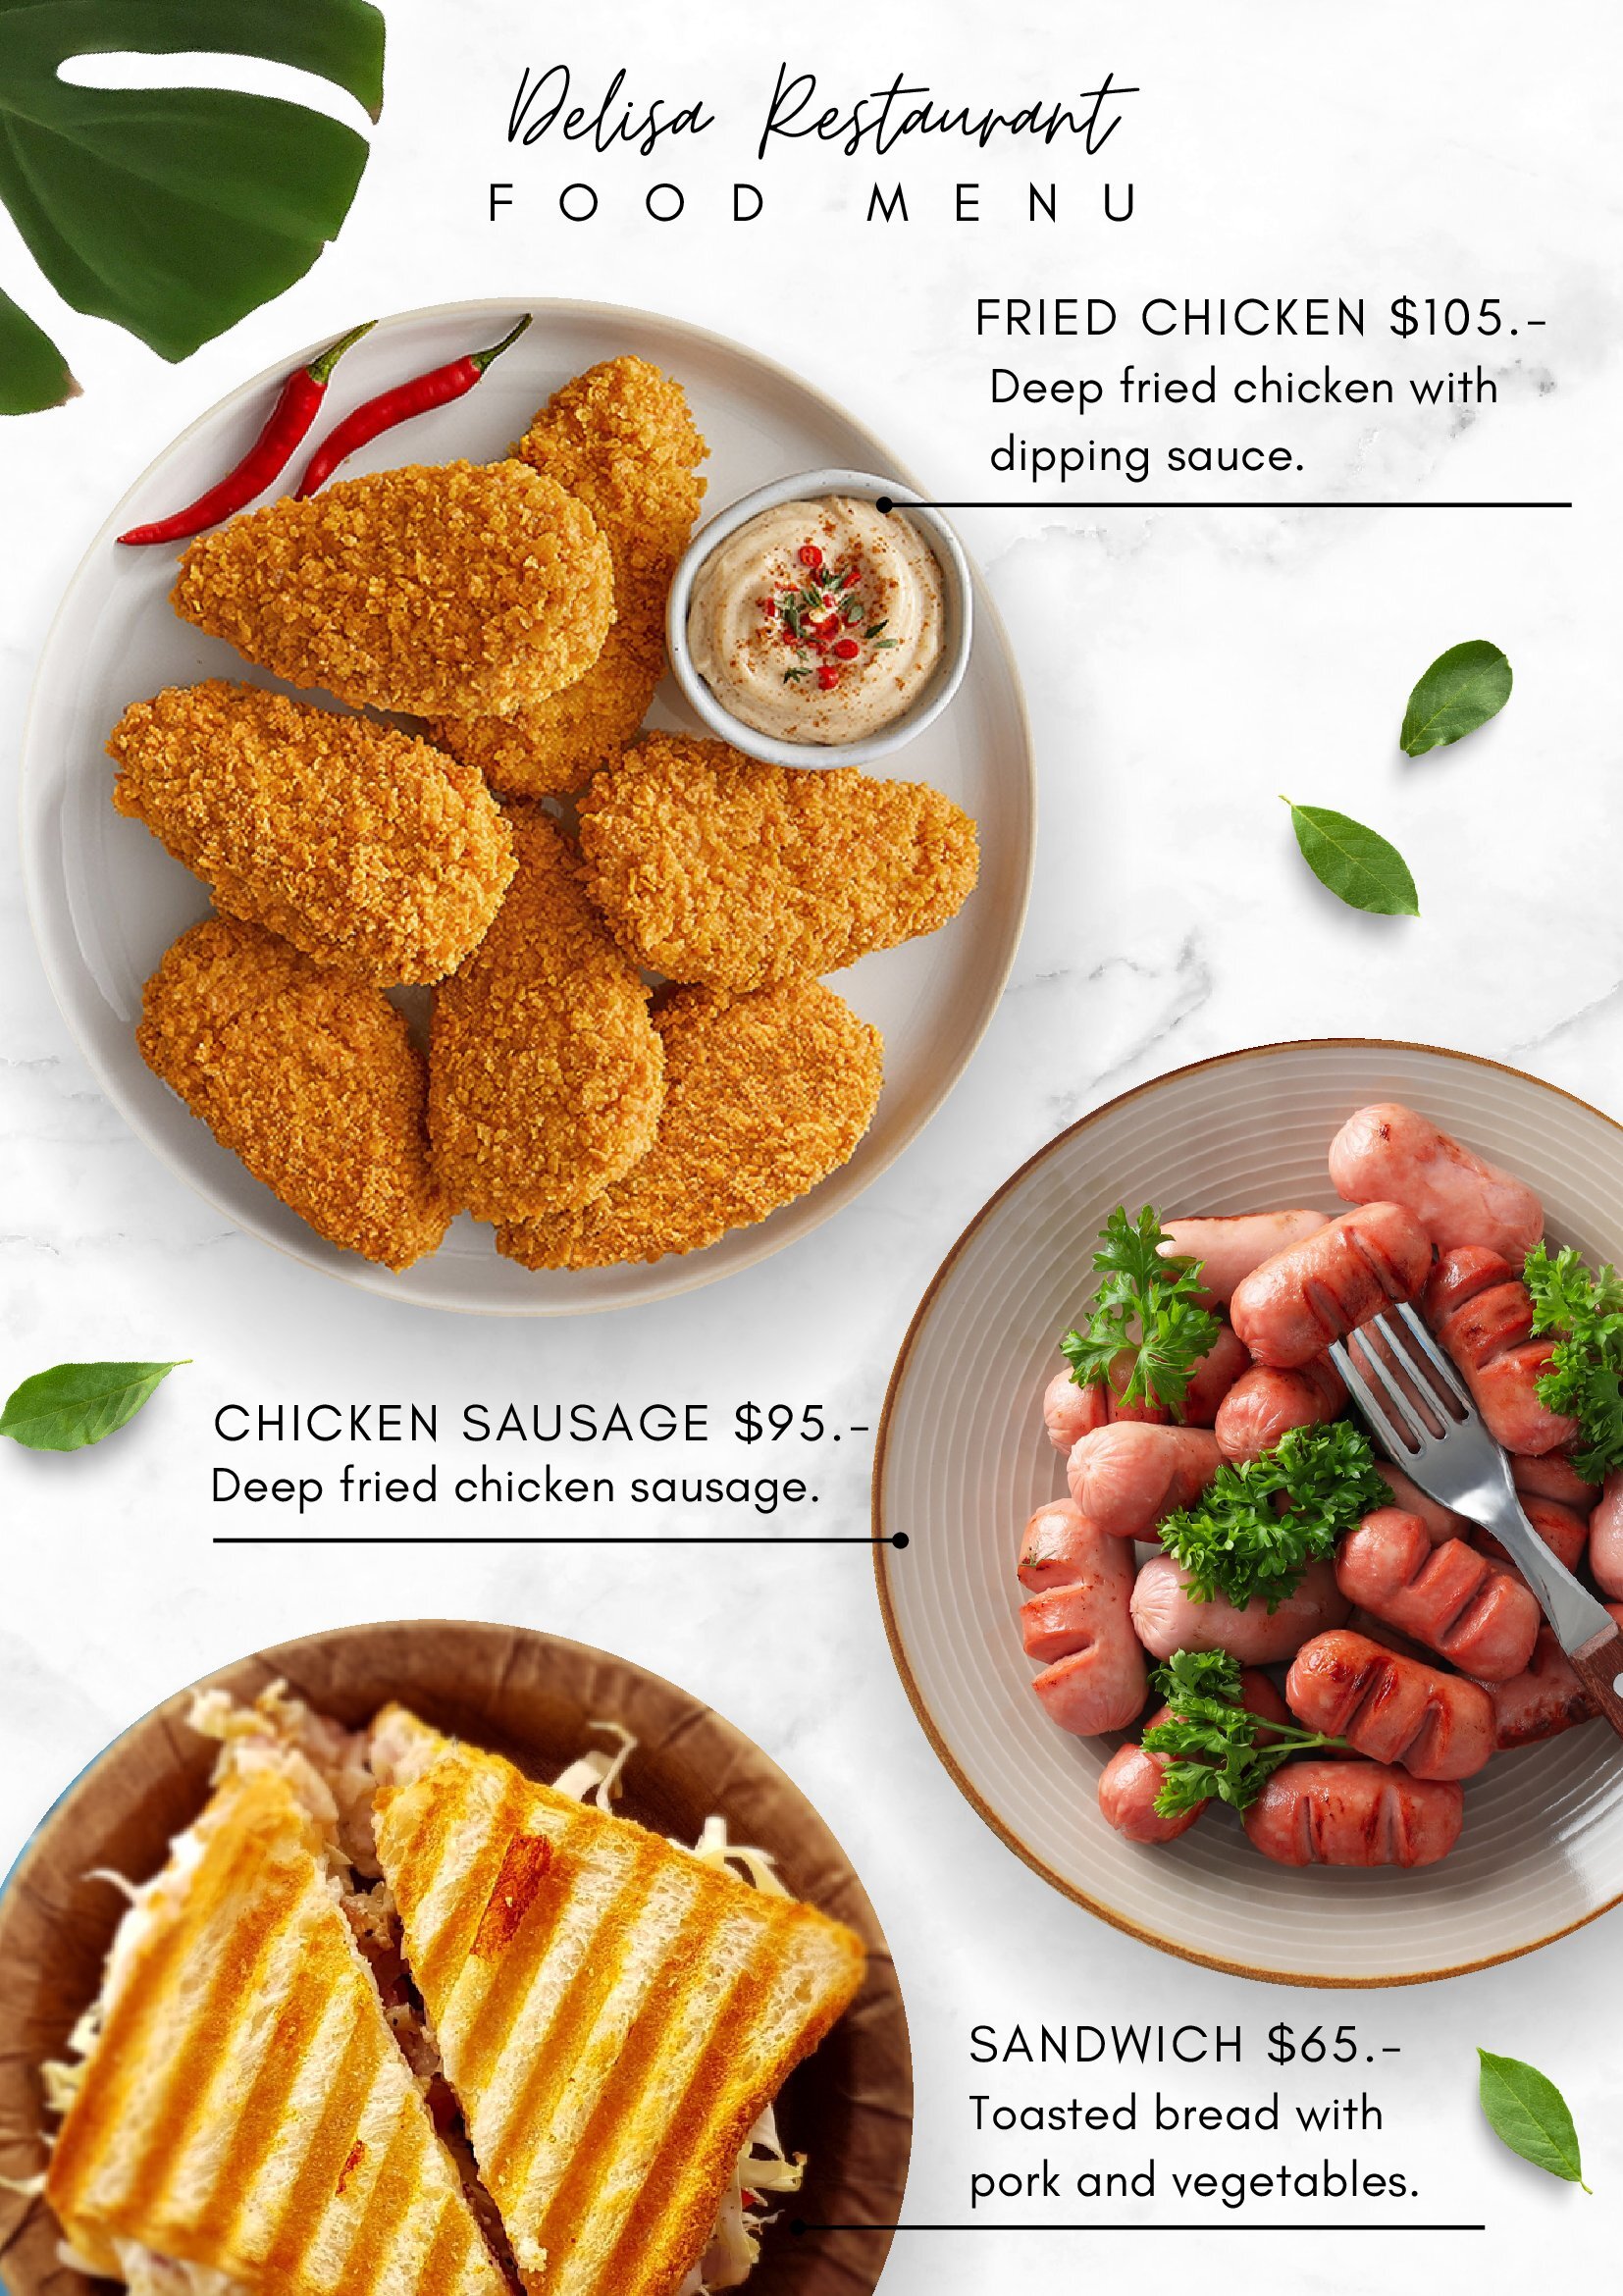 Delisa Restaurant
FOOD MENU
FRIED CHICKEN $105.-
Deep fried chicken with
dipping sauce.
CHICKEN SAUSAGE $95.-
Deep fried chicken sausage.
SANDWICH $65.-
Toasted bread with
pork and vegetables.